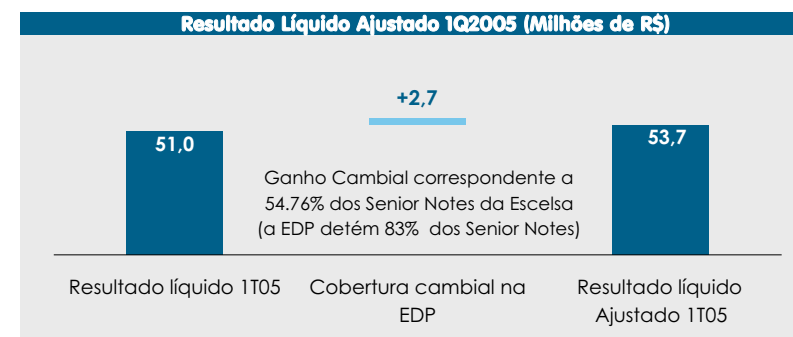 Resultado Líquido Ajustado 1Q2005 (Milhões de R$)
+2,7
51,0
53,7
Ganho Cambial correspondente a
54.76% dos Senior Notes da Escelsa
(a EDP detém 83% dos Senior Notes)
Resultado líquido 1T05
Cobertura cambial na
EDP
Resultado líquido
Ajustado 1T05